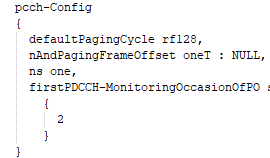 pcch-Config
{
defaultPagingCycle rf128,
nAndPagingFrameOffset oneT : NULL,
ns one,
firstPDCCH-MonitoringOccasionOfPO s
{
2
}
}